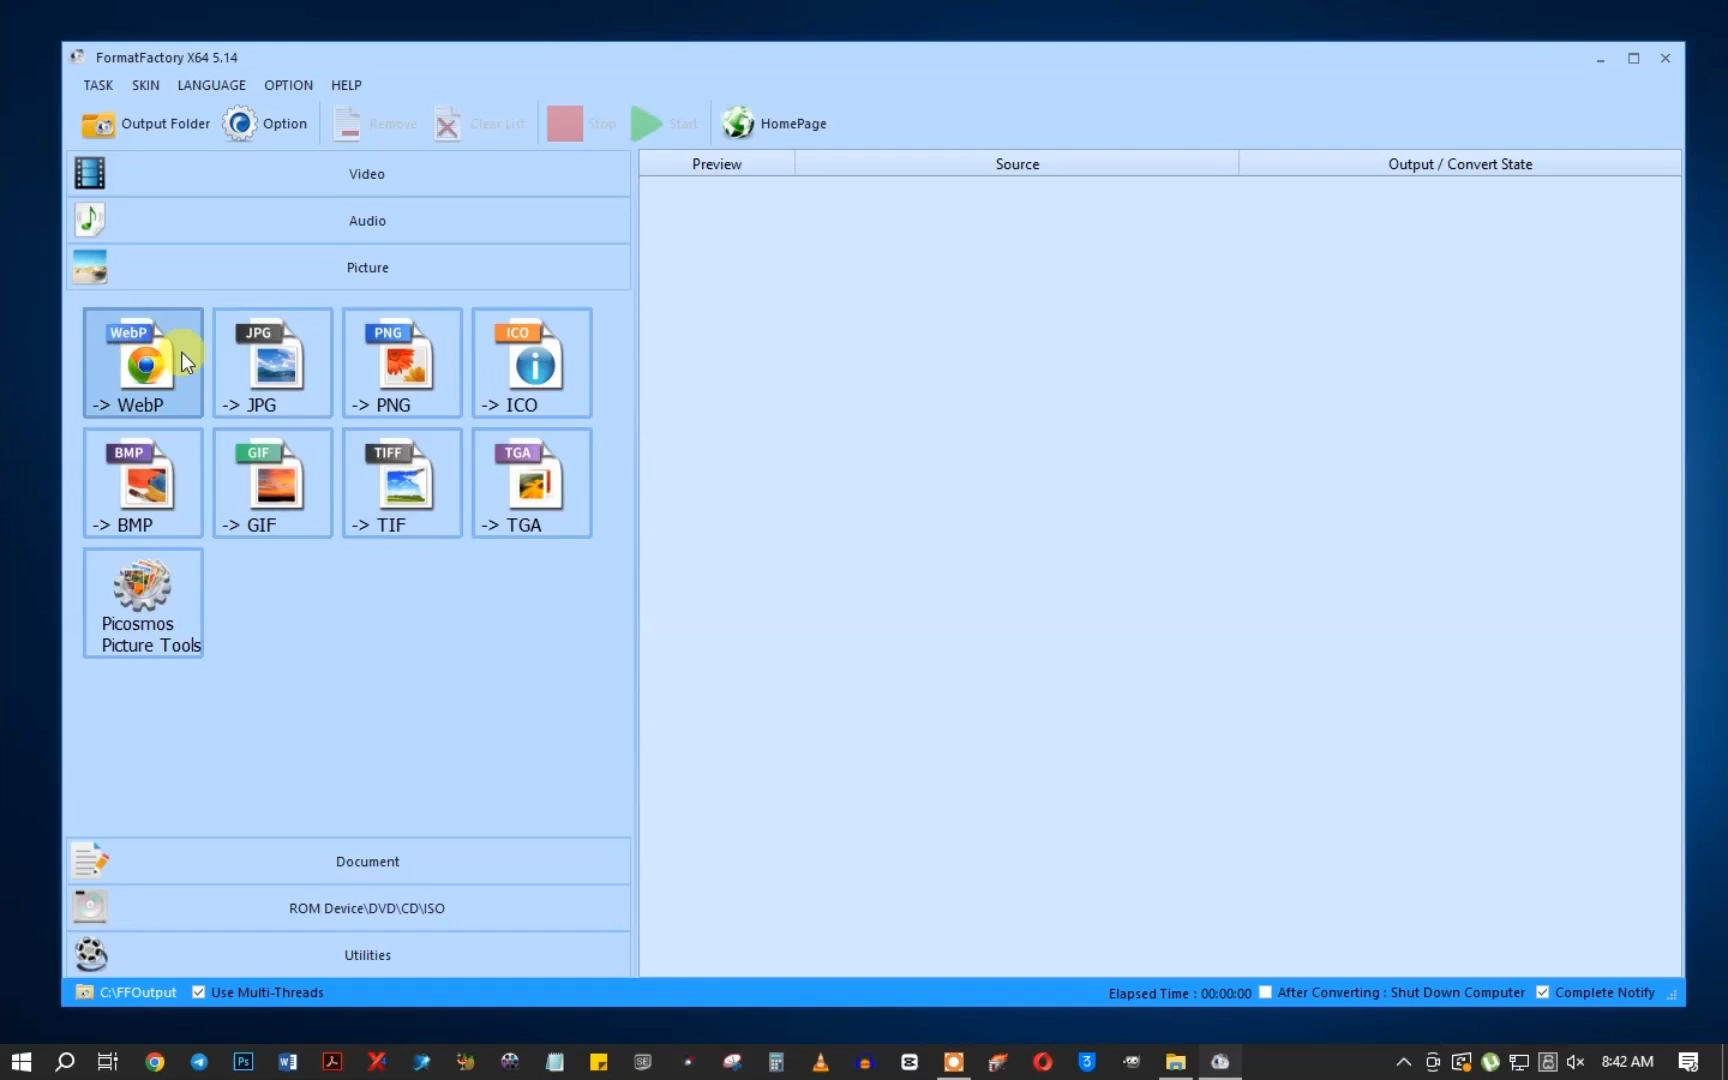 FormatFactory X64 5.14
TASK SKIN LANGUAGE OPTION HELP
Output Folder Option Remove Clear List Stop Start HomePage
Video
Audio
Picture
WebP JPG PNG ICO
-> WebP -> JPG -> PNG -> ICO
BMP GIF TIFF TGA
-> BMP -> GIF -> TIF -> TGA
Picosmos
Picture Tools
Document
ROM Device\DVD\CD\ISO
Utilities
Preview Source Output / Convert State
C:\FFOutput Use Multi-Threads Elapsed Time : 00:00:00 After Converting : Shut Down Computer Complete Notify
Ps W SE 3 8:42 AM